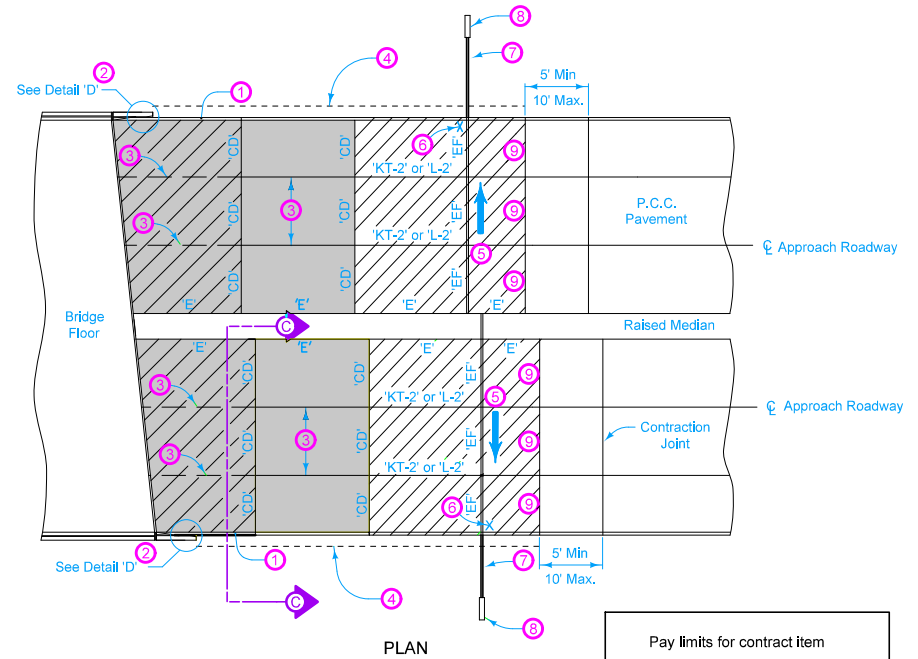 8
7
5' Min
10' Max.
2
See Detail 'D'
1
4
3
'CD'
'CD'
6
'EF'
9
'KT-2' or 'L-2'
'CD'
3
'CD'
'EF'
9
P.C.C.
Pavement
3
'KT-2' or 'L-2'
5
℄ Approach Roadway
'CD'
'CD'
'EF'
9
'E'
'E'
'E'
'E'
Bridge
Floor
C
Raised Median
'E'
'E'
'E'
'E'
3
'CD'
'CD'
'EF'
9
'KT-2' or 'L-2'
5
℄ Approach Roadway
'CD'
3
'CD'
'EF'
9
Contraction
Joint
3
'KT-2' or 'L-2'
'CD'
'CD'
6
'EF'
9
2
See Detail 'D'
1
4
7
5' Min
10' Max.
C
8
PLAN
Pay limits for contract item